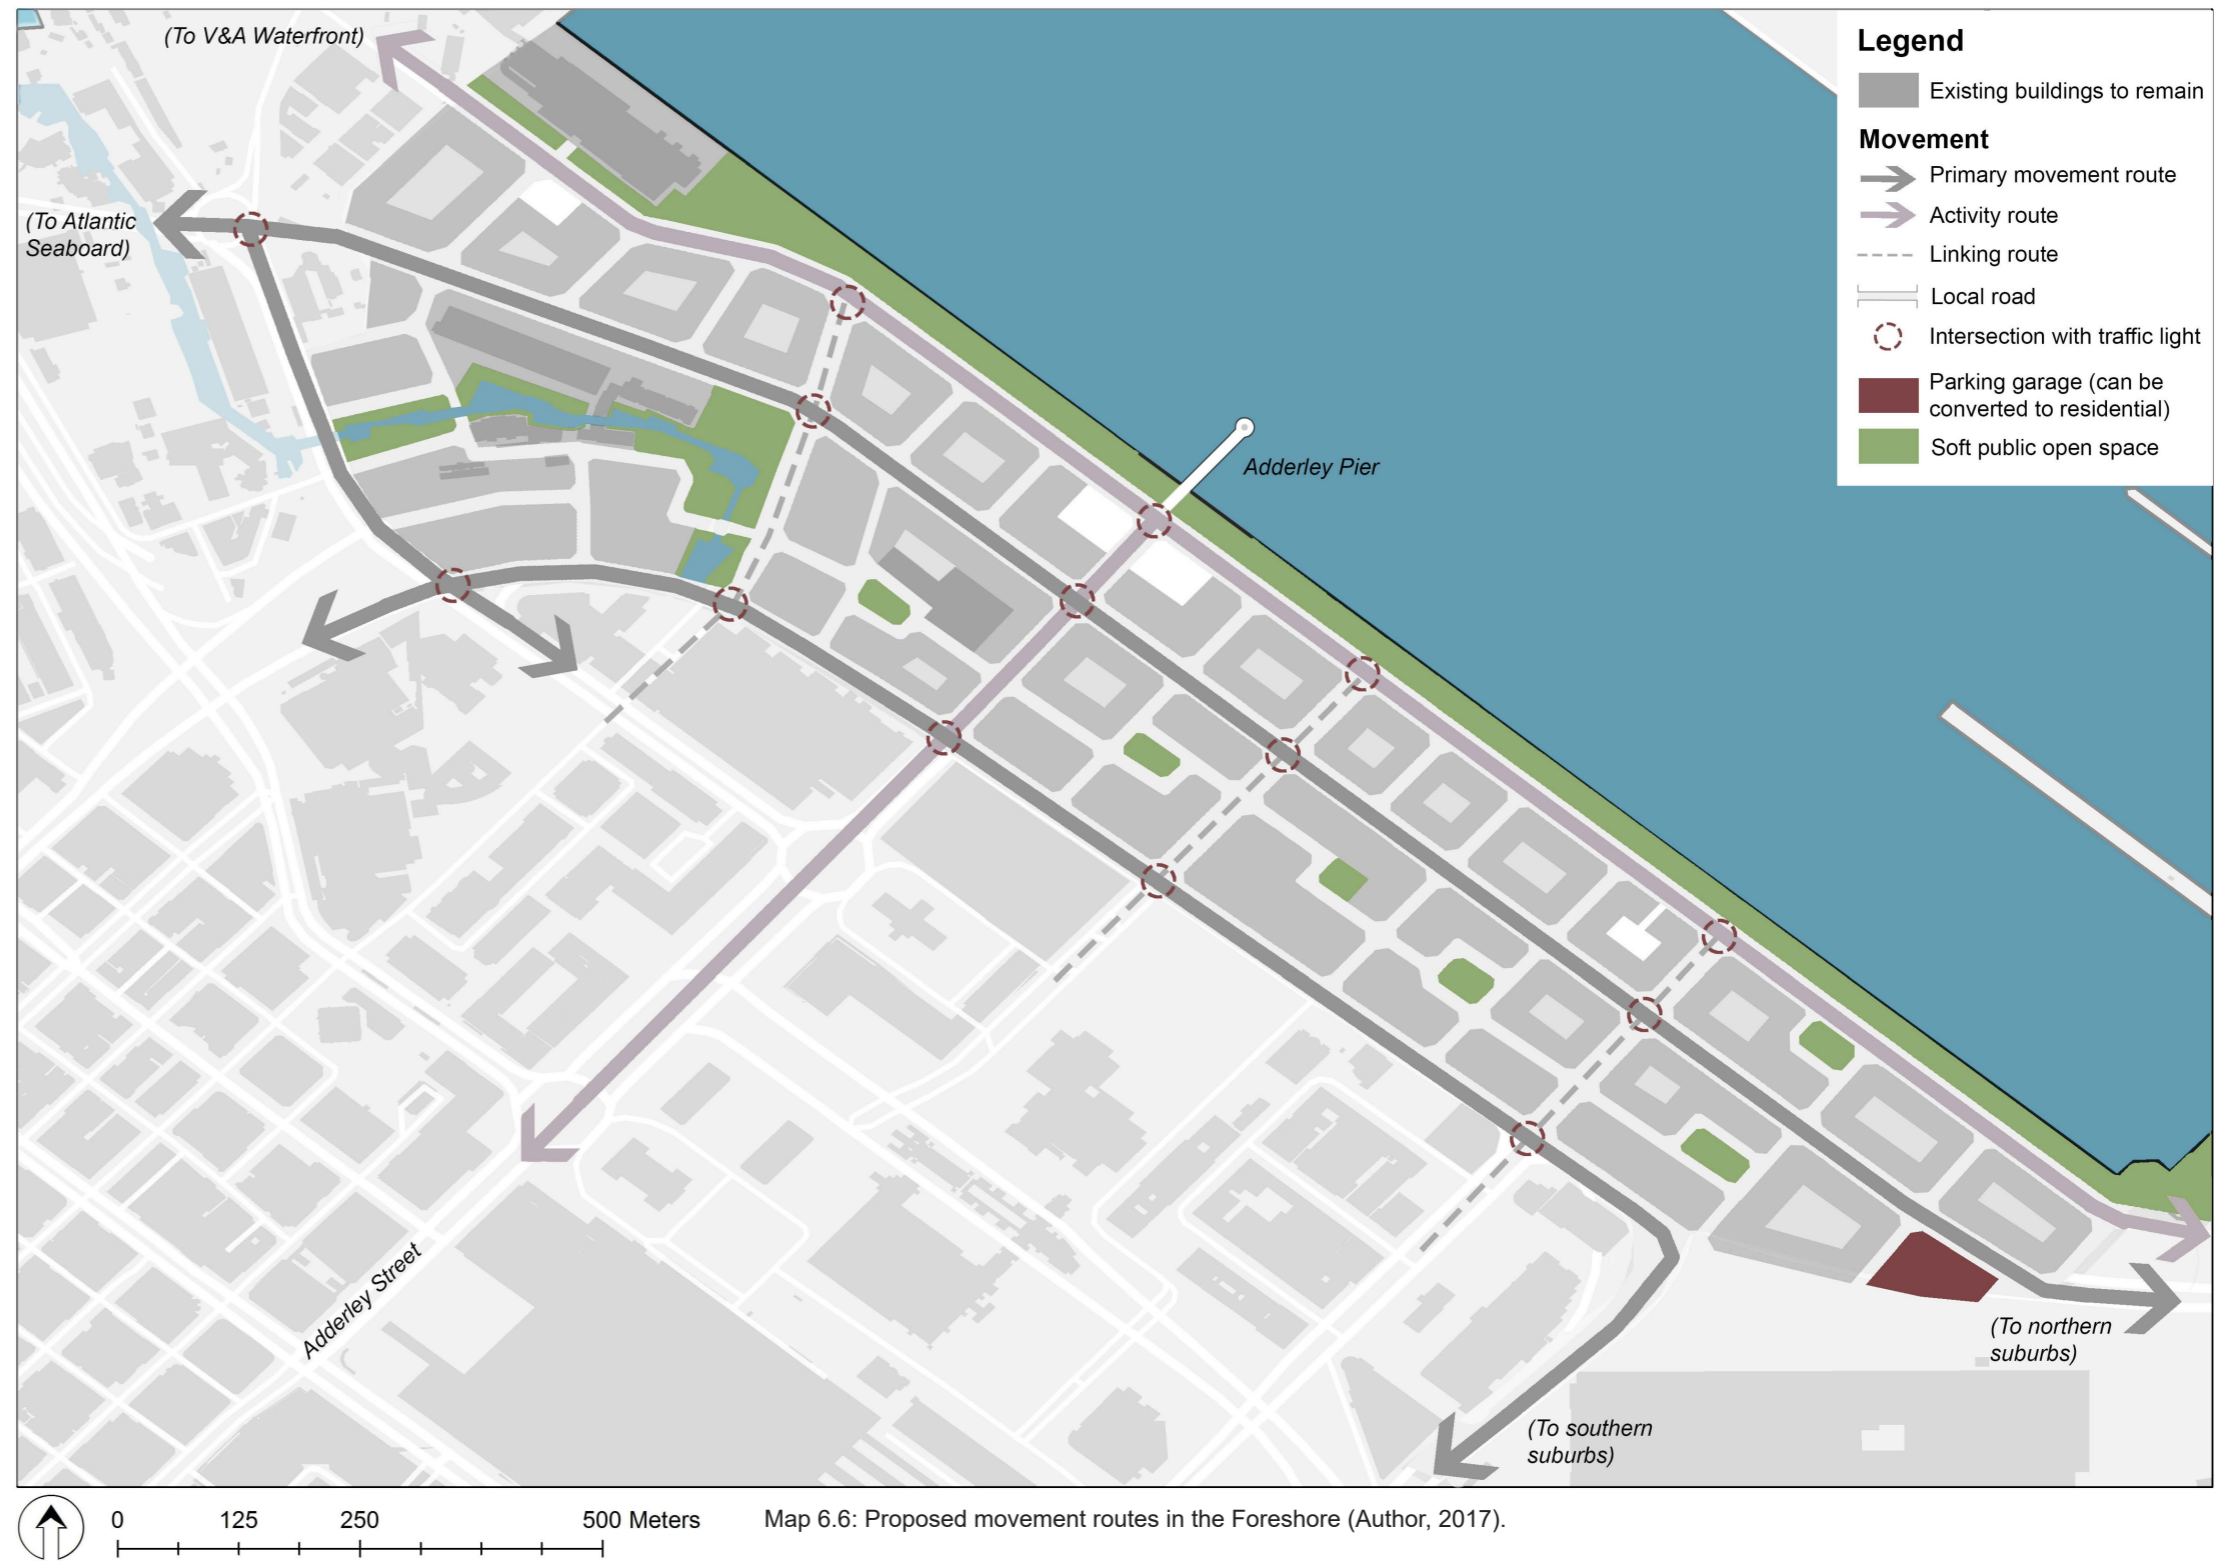 (To V&A Waterfront)
(To Atlantic
Seaboard)
Legend
Existing buildings to remain
Movement
Primary movement route
Activity route
Linking route
Local road
Intersection with traffic light
Parking garage (can be
converted to residential)
Soft public open space
Adderley Pier
Adderley Street
(To northern
suburbs)
(To southern
suburbs)
0 125 250 500 Meters
Map 6.6: Proposed movement routes in the Foreshore (Author, 2017).